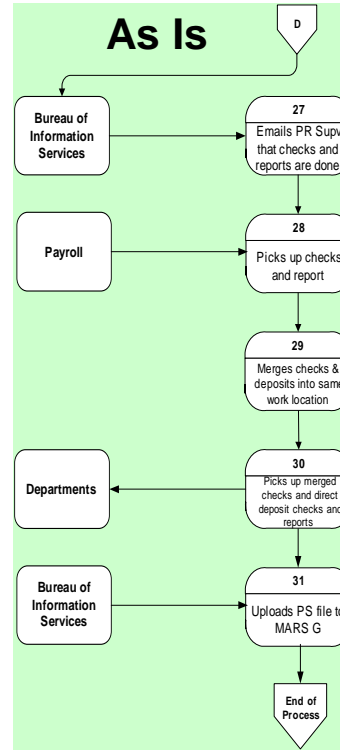 As Is
D
Bureau of
Information
Services
27
Emails PR Supv
that checks and
reports are done
Payroll
28
Picks up checks
and report
29
Merges checks &
deposits into same
work location
Departments
30
Picks up merged
checks and direct
deposit checks and
reports
Bureau of
Information
Services
31
Uploads PS file to
MARS G
End of
Process